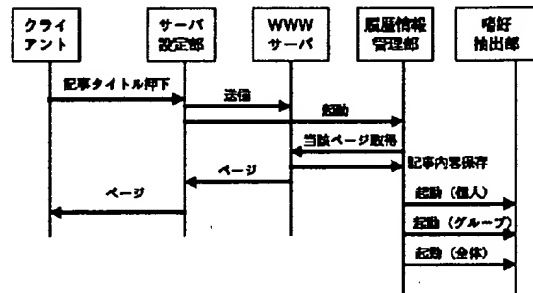 クライ
アント
サーバ
設定部
WWW
サーバ
履歴情報
管理部
嗜好
抽出部
記事タイトル押下
送信
起動
当該ページ取得
記事内容保存
ページ
ページ
起動（個人）
起動（グループ）
起動（全体）